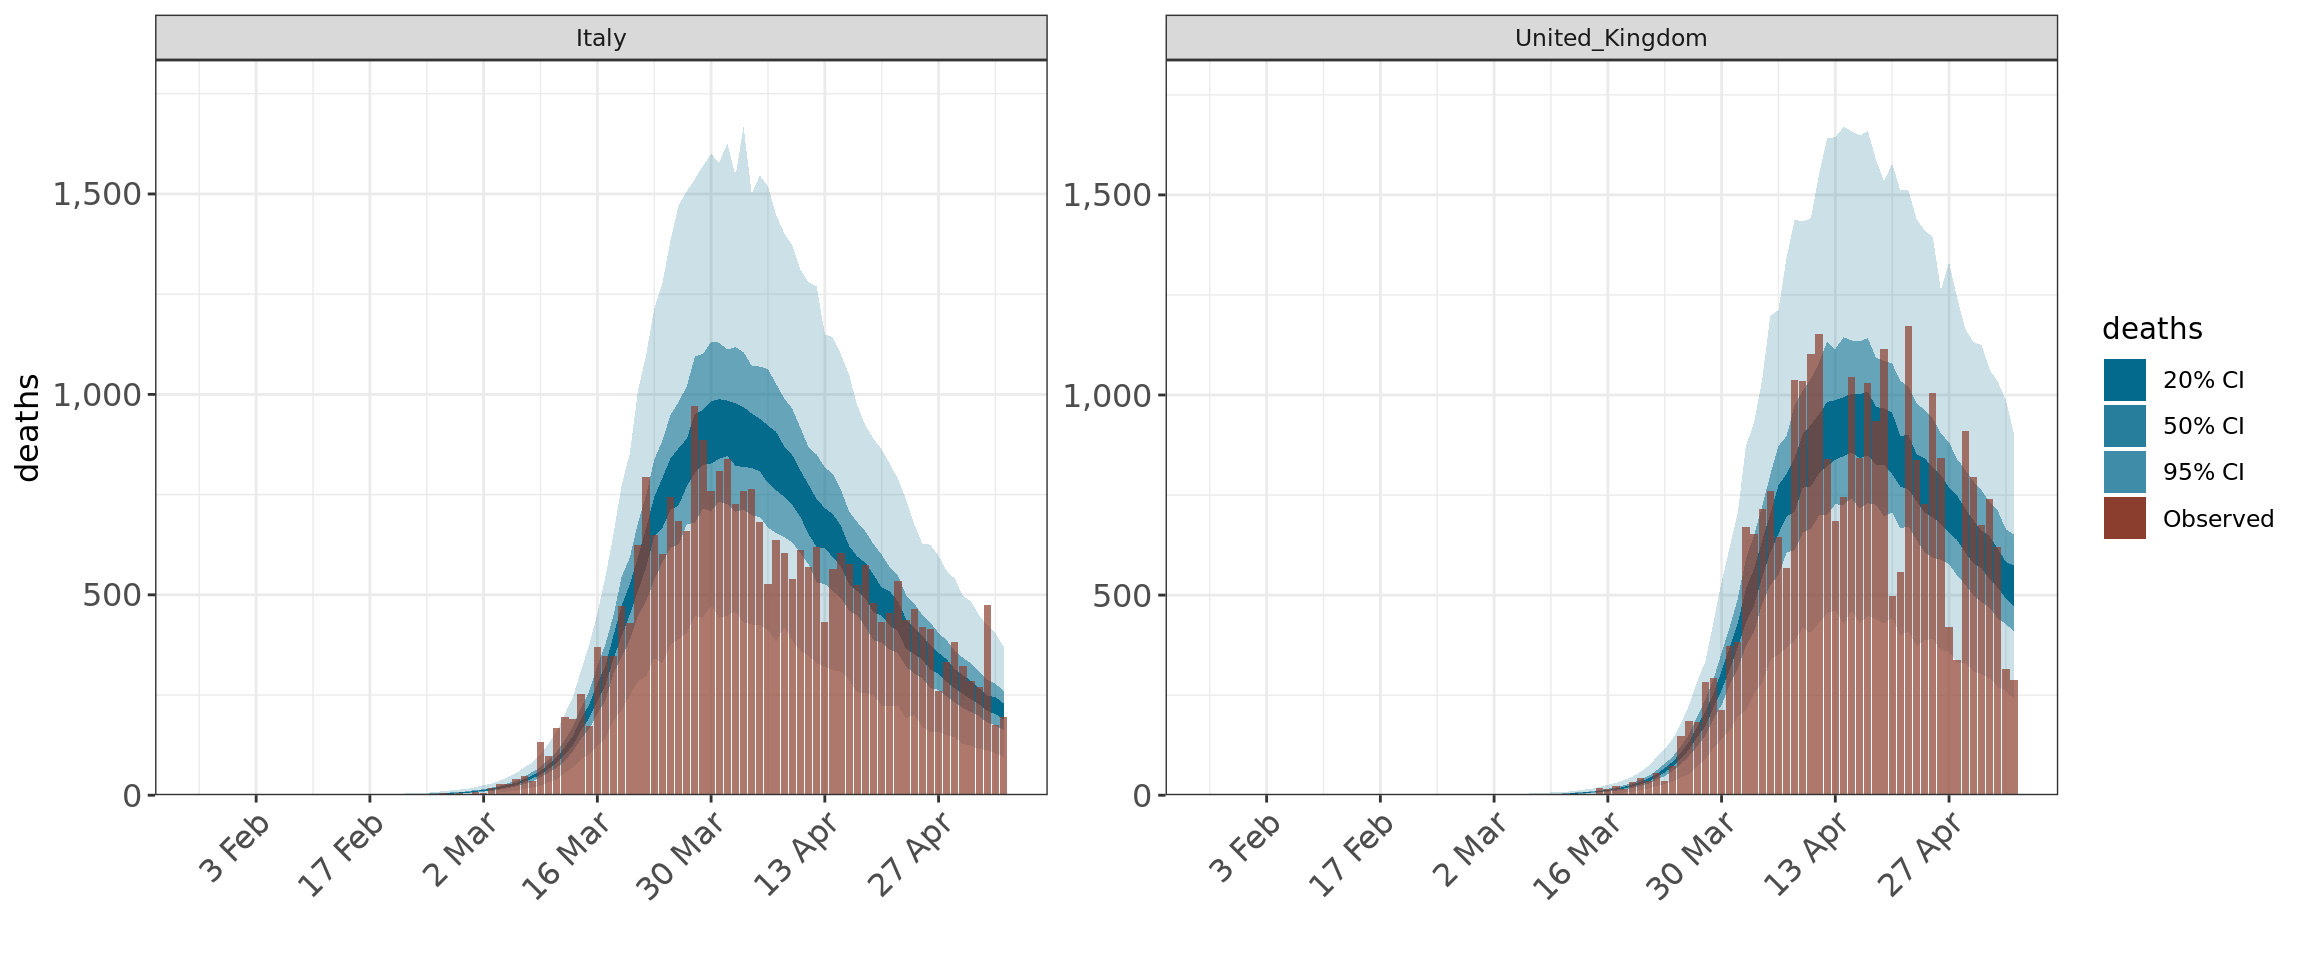 Italy
United_Kingdom
deaths
1,500
1,000
500
0
3 Feb
17 Feb
2 Mar
16 Mar
30 Mar
13 Apr
27 Apr
1,500
1,000
500
0
3 Feb
17 Feb
2 Mar
16 Mar
30 Mar
13 Apr
27 Apr
deaths
20% CI
50% CI
95% CI
Observed